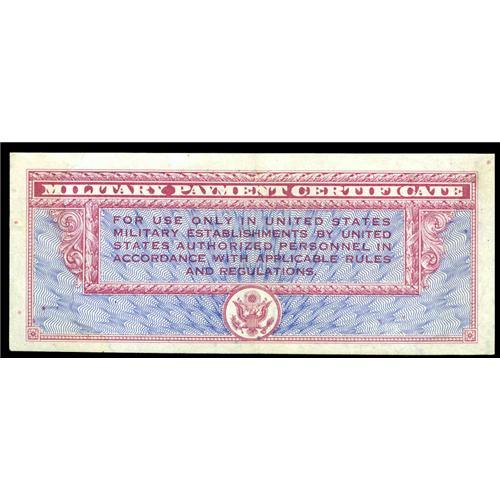 MILITARY PAYMENT CERTIFICATE
FOR USE ONLY IN UNITED STATES
MILITARY ESTABLISHMENTS BY UNITED
STATES AUTHORIZED PERSONNEL IN
ACCORDANCE WITH APPLICABLE RULES
AND REGULATIONS.